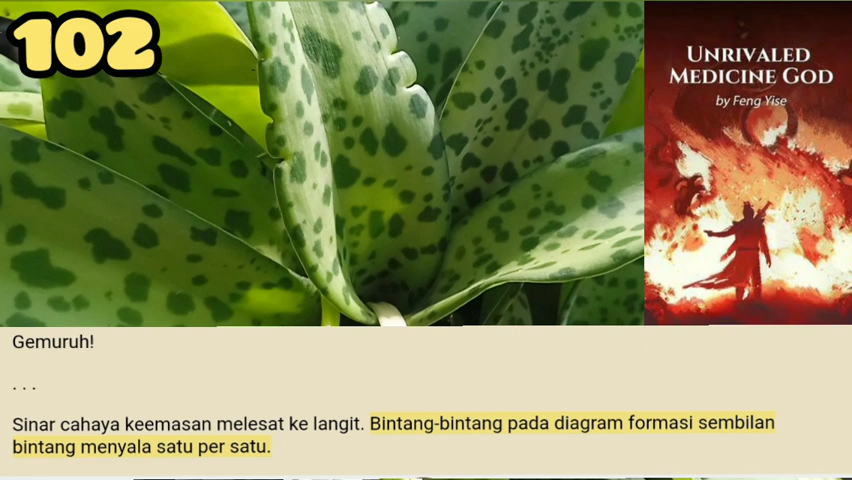 102
UNRIVALED
MEDICINE GOD
by Feng Yise
Gemuruh!
. . .
Sinar cahaya keemasan melesat ke langit. Bintang-bintang pada diagram formasi sembilan
bintang menyala satu per satu.